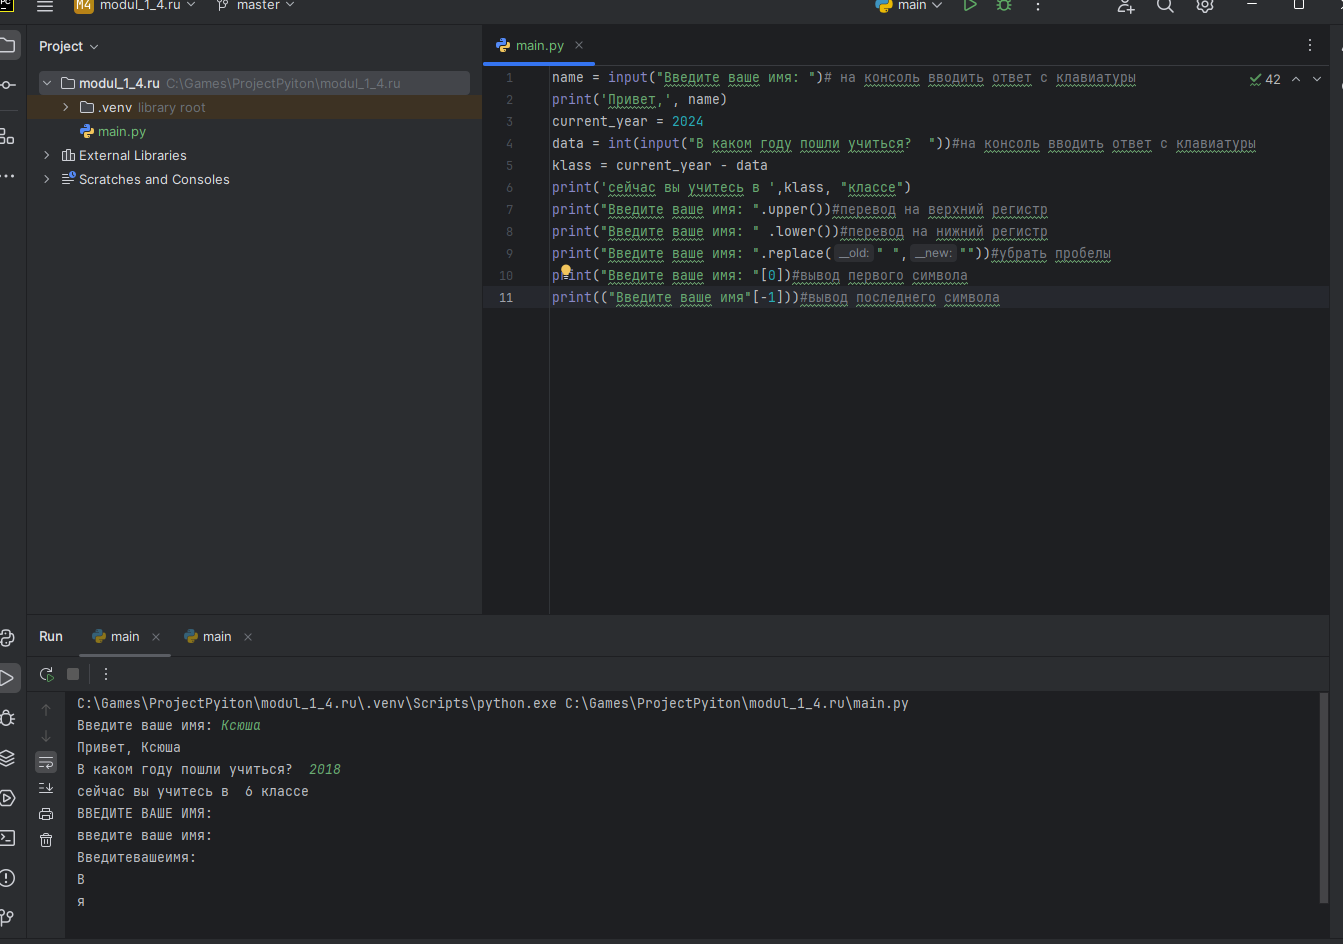 PC
M4 modul_1_4.ru master main
Project
main.py
modul_1_4.ru C:\Games\ProjectPyiton\modul_1_4.ru
.venv library root
main.py
External Libraries
Scratches and Consoles
42
1 name = input("Введите ваше имя: ")# на консоль вводить ответ с клавиатуры
2 print('Привет,', name)
3 current_year = 2024
4 data = int(input("В каком году пошли учиться?  "))#на консоль вводить ответ с клавиатуры
5 klass = current_year - data
6 print('сейчас вы учитесь в ',klass, "классе")
7 print("Введите ваше имя: ".upper())#перевод на верхний регистр
8 print("Введите ваше имя: " .lower())#перевод на нижний регистр
9 print("Введите ваше имя: ".replace( __old: " ", __new: ""))#убрать пробелы
10 print("Введите ваше имя: "[0])#вывод первого символа
11 print(("Введите ваше имя"[-1]))#вывод последнего символа
Run main main
C:\Games\ProjectPyiton\modul_1_4.ru\.venv\Scripts\python.exe C:\Games\ProjectPyiton\modul_1_4.ru\main.py
Введите ваше имя: Ксюша
Привет, Ксюша
В каком году пошли учиться?  2018
сейчас вы учитесь в  6 классе
ВВЕДИТЕ ВАШЕ ИМЯ:
введите ваше имя:
Введитевашеимя:
В
я